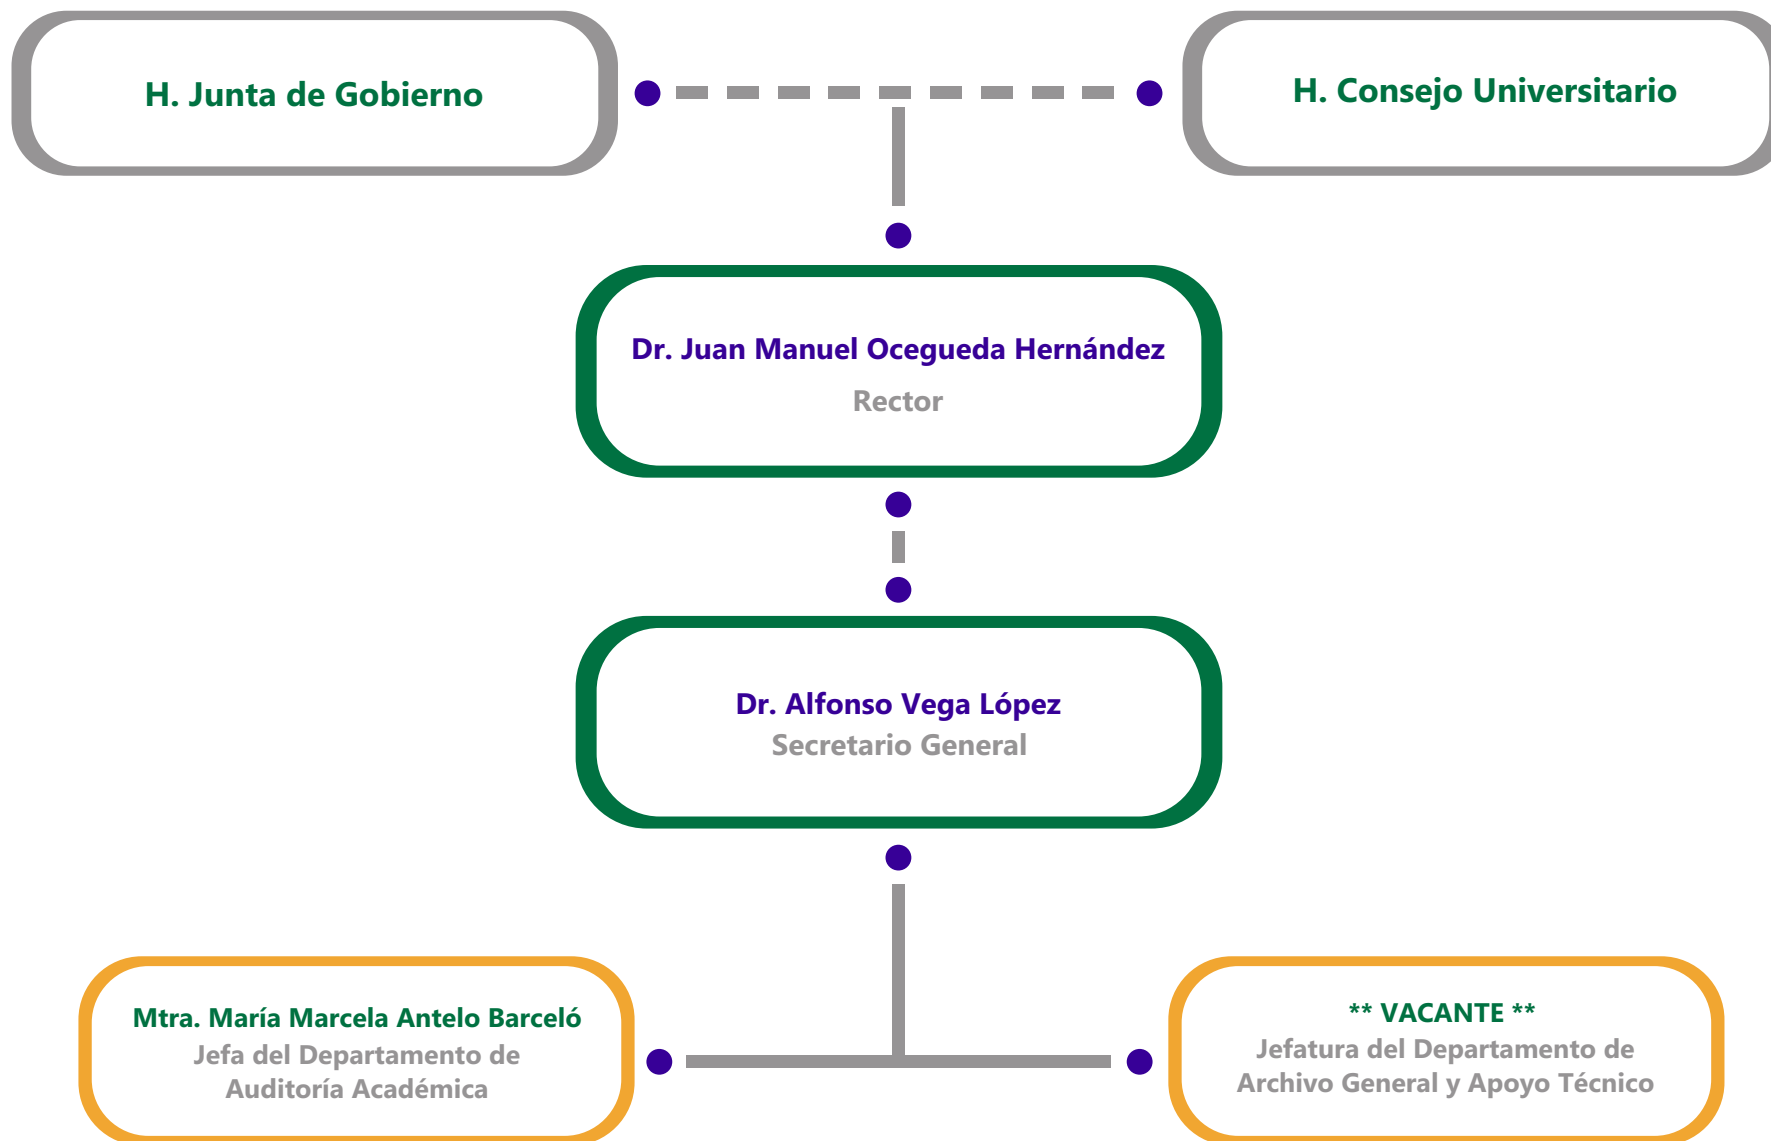 H. Junta de Gobierno
H. Consejo Universitario
Dr. Juan Manuel Ocegueda Hernández
Rector
Dr. Alfonso Vega López
Secretario General
Mtra. María Marcela Antelo Barceló
Jefa del Departamento de
Auditoría Académica
** VACANTE **
Jefatura del Departamento de
Archivo General y Apoyo Técnico